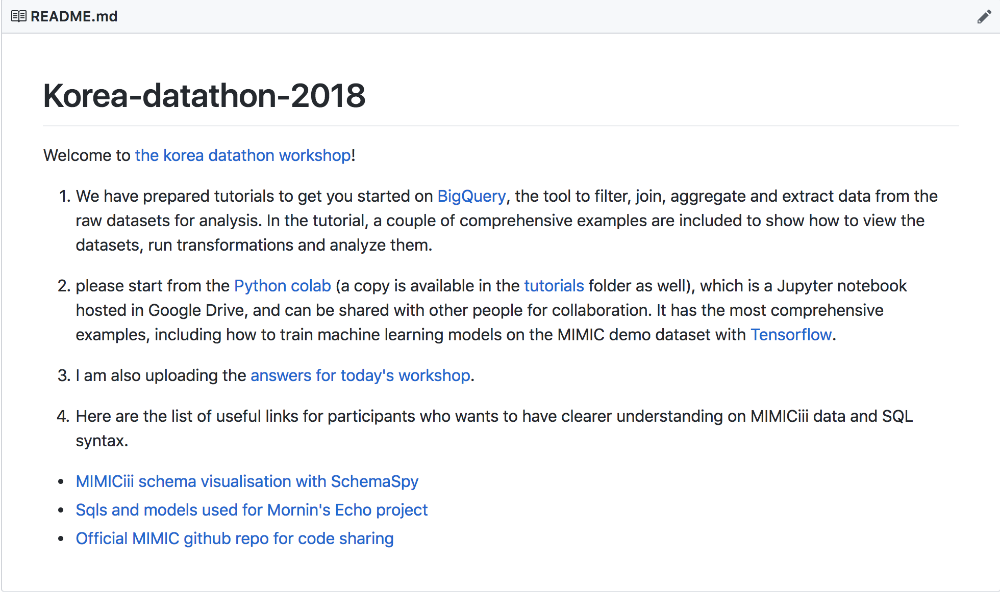 README.md
Korea-datathon-2018
Welcome to the korea datathon workshop!
1. We have prepared tutorials to get you started on BigQuery, the tool to filter, join, aggregate and extract data from the
raw datasets for analysis. In the tutorial, a couple of comprehensive examples are included to show how to view the
datasets, run transformations and analyze them.
2. please start from the Python colab (a copy is available in the tutorials folder as well), which is a Jupyter notebook
hosted in Google Drive, and can be shared with other people for collaboration. It has the most comprehensive
examples, including how to train machine learning models on the MIMIC demo dataset with Tensorflow.
3. I am also uploading the answers for today's workshop.
4. Here are the list of useful links for participants who wants to have clearer understanding on MIMICiii data and SQL
syntax.
• MIMICiii schema visualisation with SchemaSpy
• Sqls and models used for Mornin's Echo project
• Official MIMIC github repo for code sharing